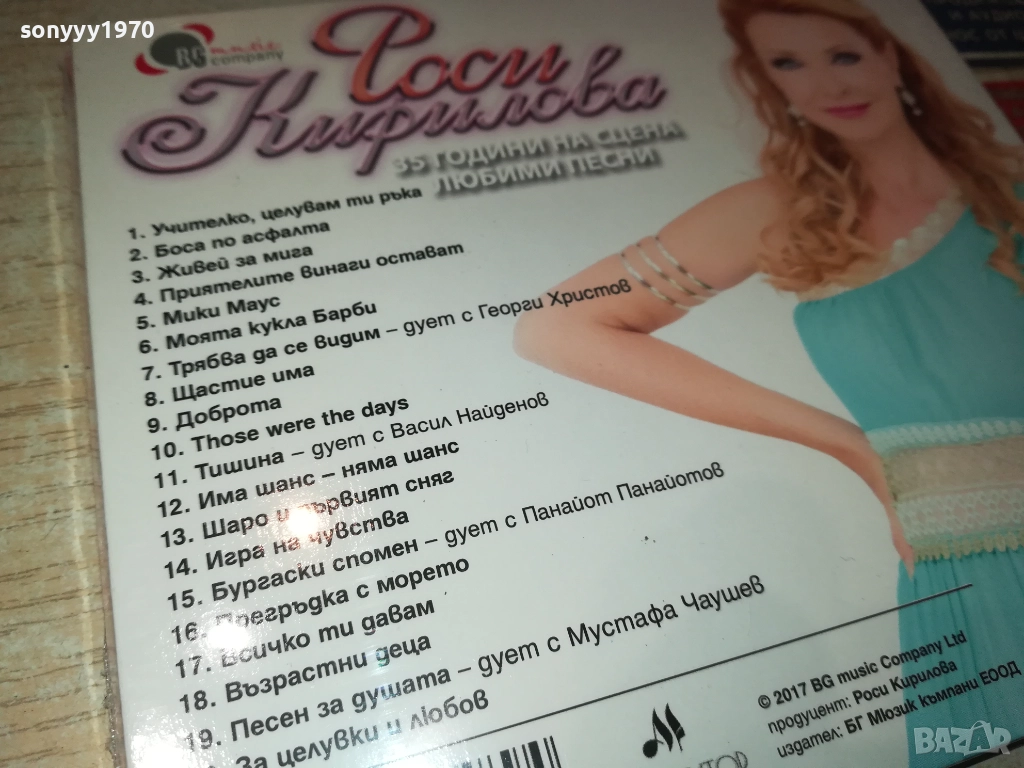 sonyyy1970
BG music
company
Роси
Кирилова
35 ГОДИНИ НА СЦЕНА
ЛЮБИМИ ПЕСНИ
1. Учителко, целувам ти ръка
2. Боса по асфалта
3. Живей за мига
4. Приятелите винаги остават
5. Мики Маус
6. Моята кукла Барби
7. Трябва да се видим – дует с Георги Христов
8. Щастие има
9. Доброта
10. Those were the days
11. Тишина – дует с Васил Найденов
12. Има шанс – няма шанс
13. Шаро и първият сняг
14. Игра на чувства
15. Бургаски спомен – дует с Панайот Панайотов
16. Прегръдка с морето
17. Всичко ти давам
18. Възрастни деца
19. Песен за душата – дует с Мустафа Чаушев
За целувки и любов
© 2017 BG music Company Ltd
продуцент: Роси Кирилова
издател: БГ Мюзик къмпани ЕООД
BAZAR